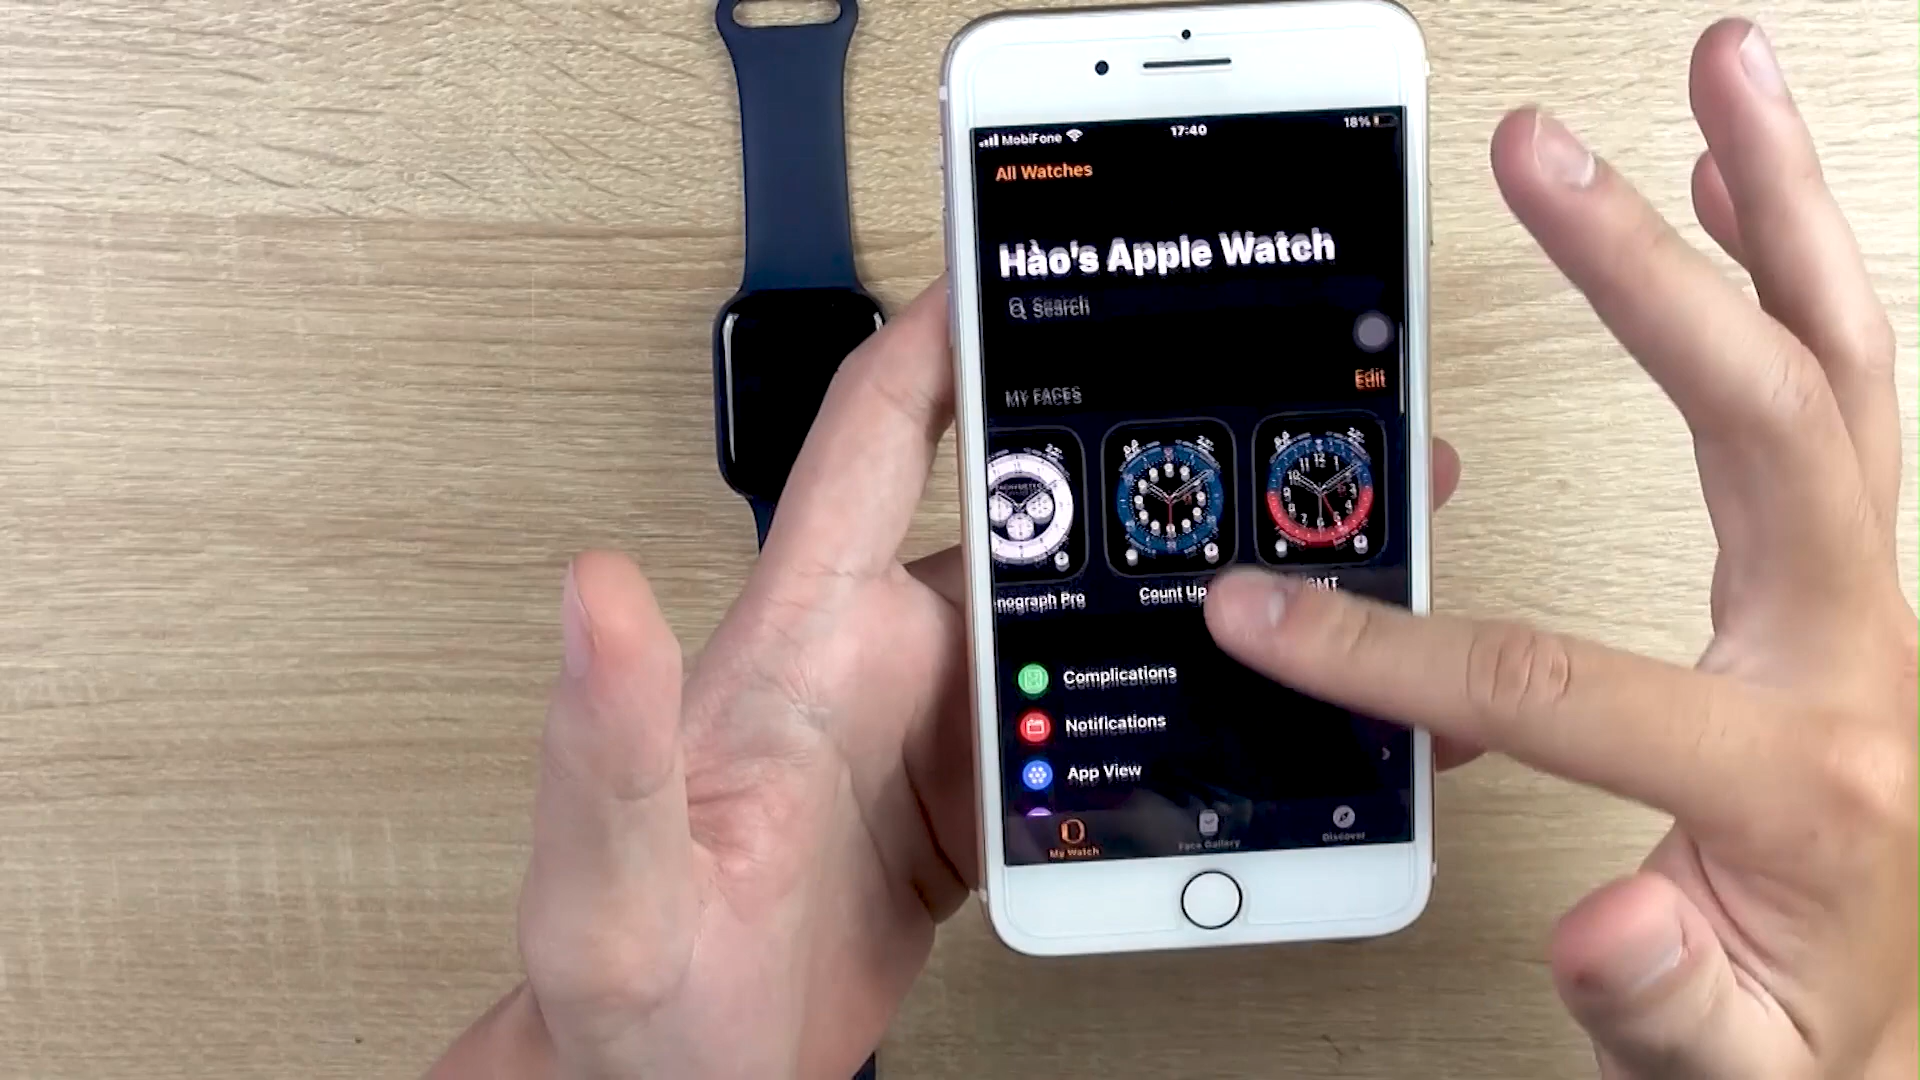 MobiFone 17:40 18%
All Watches
Hào's Apple Watch
Search
MY FACES Edit
nograph Pro Count Up GMT
Complications
Notifications
App View
My Watch Face Gallery Discover